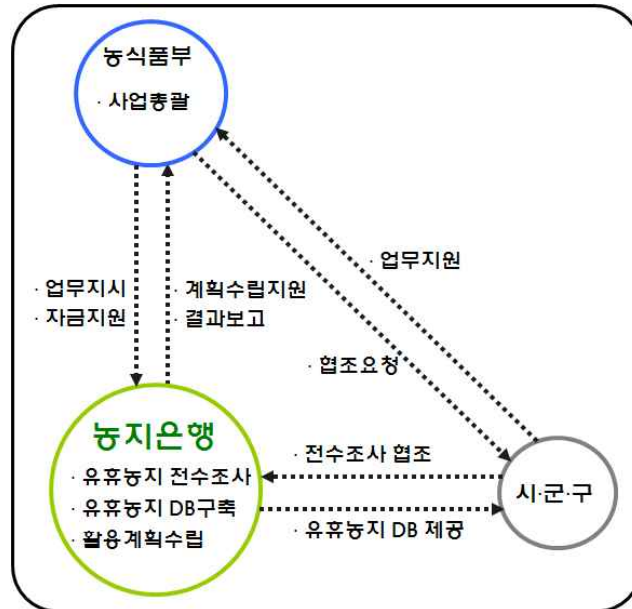 농식품부
· 사업총괄
· 업무지원
· 업무지시
· 자금지원
· 계획수립지원
· 결과보고
· 협조요청
농지은행
· 유휴농지 전수조사
· 유휴농지 DB구축
· 활용계획수립
· 전수조사 협조
시·군·구
· 유휴농지 DB 제공